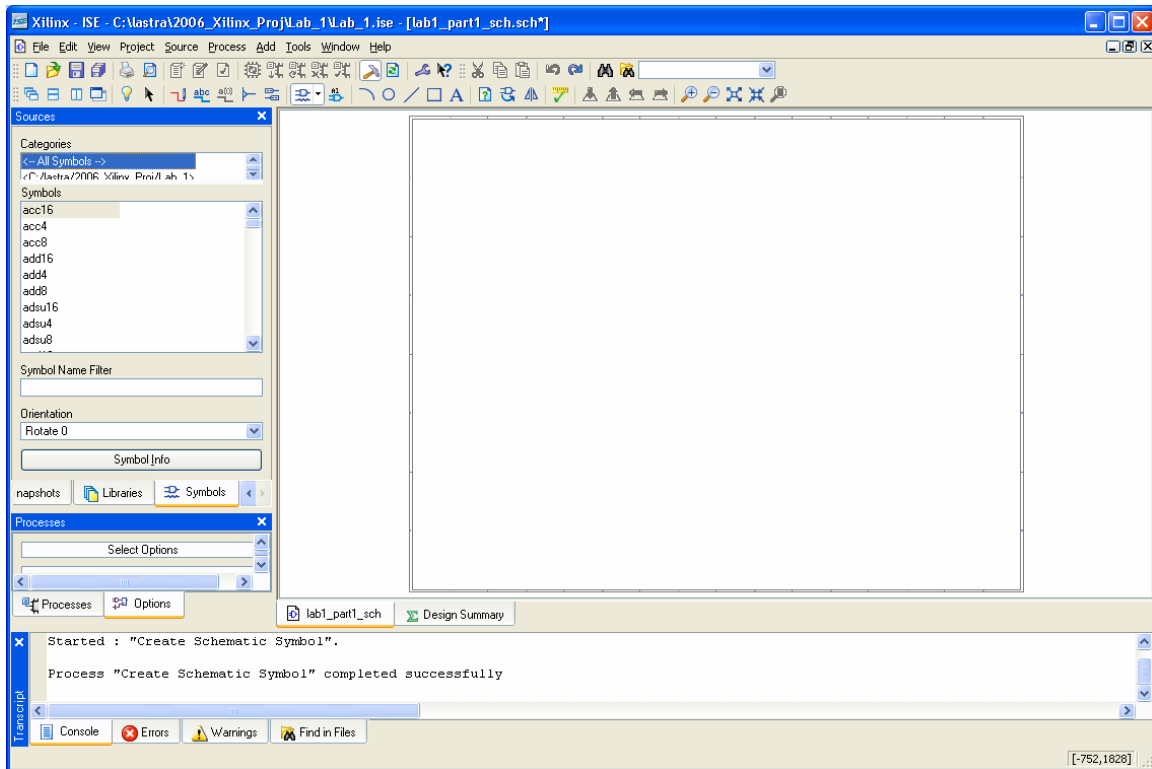 Xilinx - ISE - C:\lastra\2006_Xilinx_Proj\Lab_1\Lab_1.ise - [lab1_part1_sch.sch*]
File Edit View Project Source Process Add Tools Window Help
Sources
Categories
<-- All Symbols -->
<C:/lastra/2006_Xilinx_Proj/Lab_1>
Symbols
acc16
acc4
acc8
add16
add4
add8
adsu16
adsu4
adsu8
Symbol Name Filter
Orientation
Rotate 0
Symbol Info
napshots Libraries Symbols
Processes
Select Options
Processes Options
lab1_part1_sch Design Summary
Started : "Create Schematic Symbol".
Process "Create Schematic Symbol" completed successfully
Transcript
Console Errors Warnings Find in Files
[-752,1828]